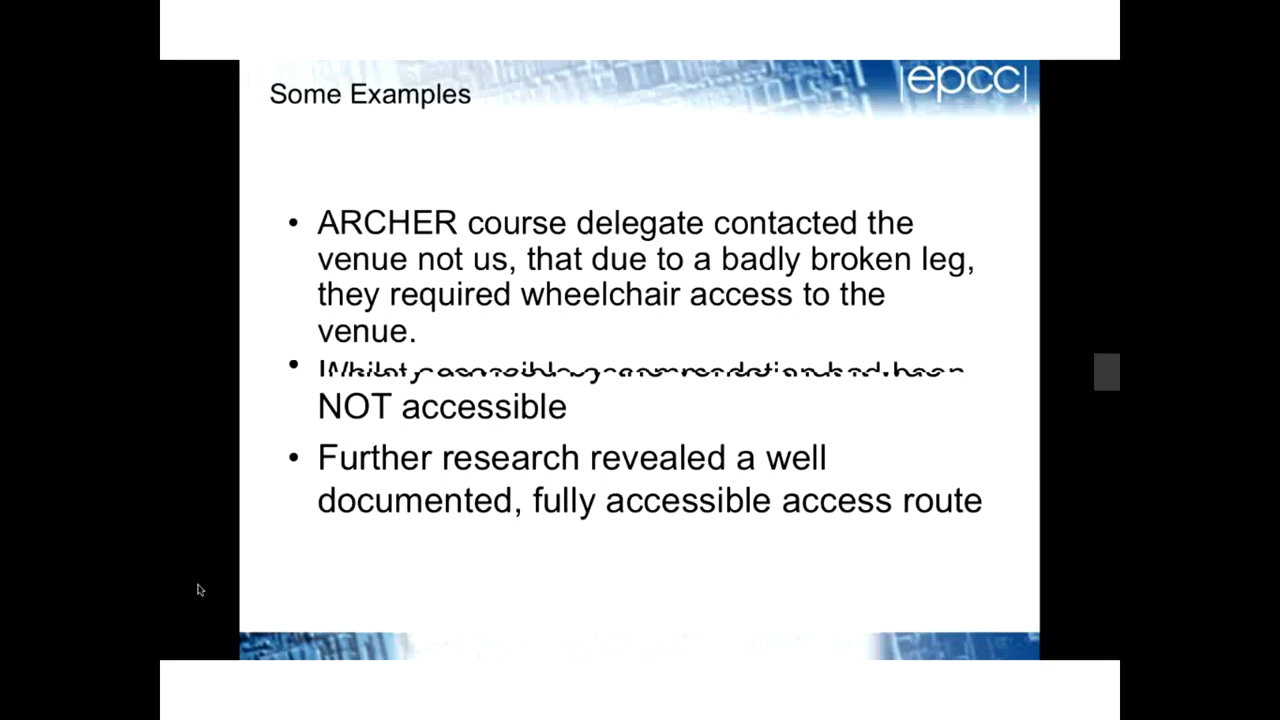 Some Examples
|epcc|
• ARCHER course delegate contacted the
venue not us, that due to a badly broken leg,
they required wheelchair access to the
venue.
•
NOT accessible
• Further research revealed a well
documented, fully accessible access route